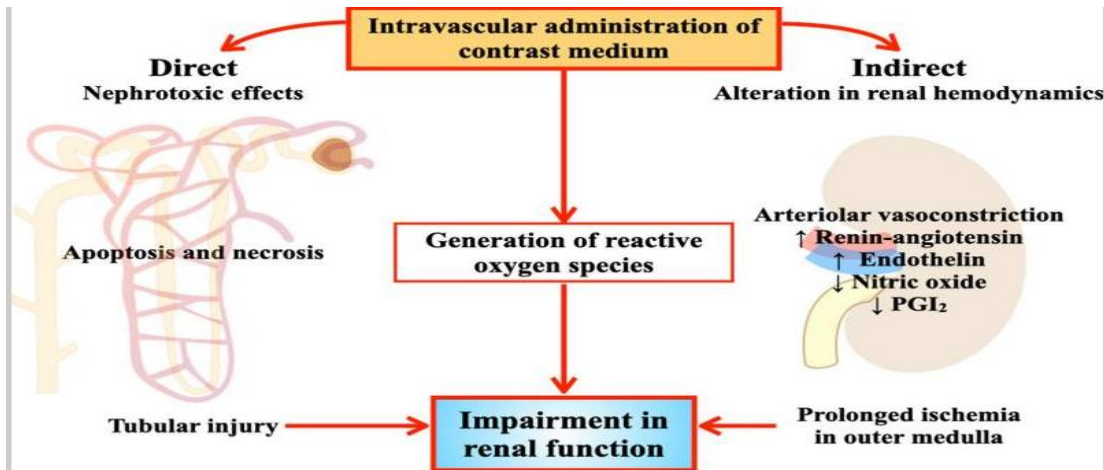 Intravascular administration of
contrast medium
Direct
Nephrotoxic effects
Indirect
Alteration in renal hemodynamics
Apoptosis and necrosis
Generation of reactive
oxygen species
Arteriolar vasoconstriction
↑ Renin-angiotensin
↑ Endothelin
↓ Nitric oxide
↓ PGI₂
Tubular injury
Impairment in
renal function
Prolonged ischemia
in outer medulla